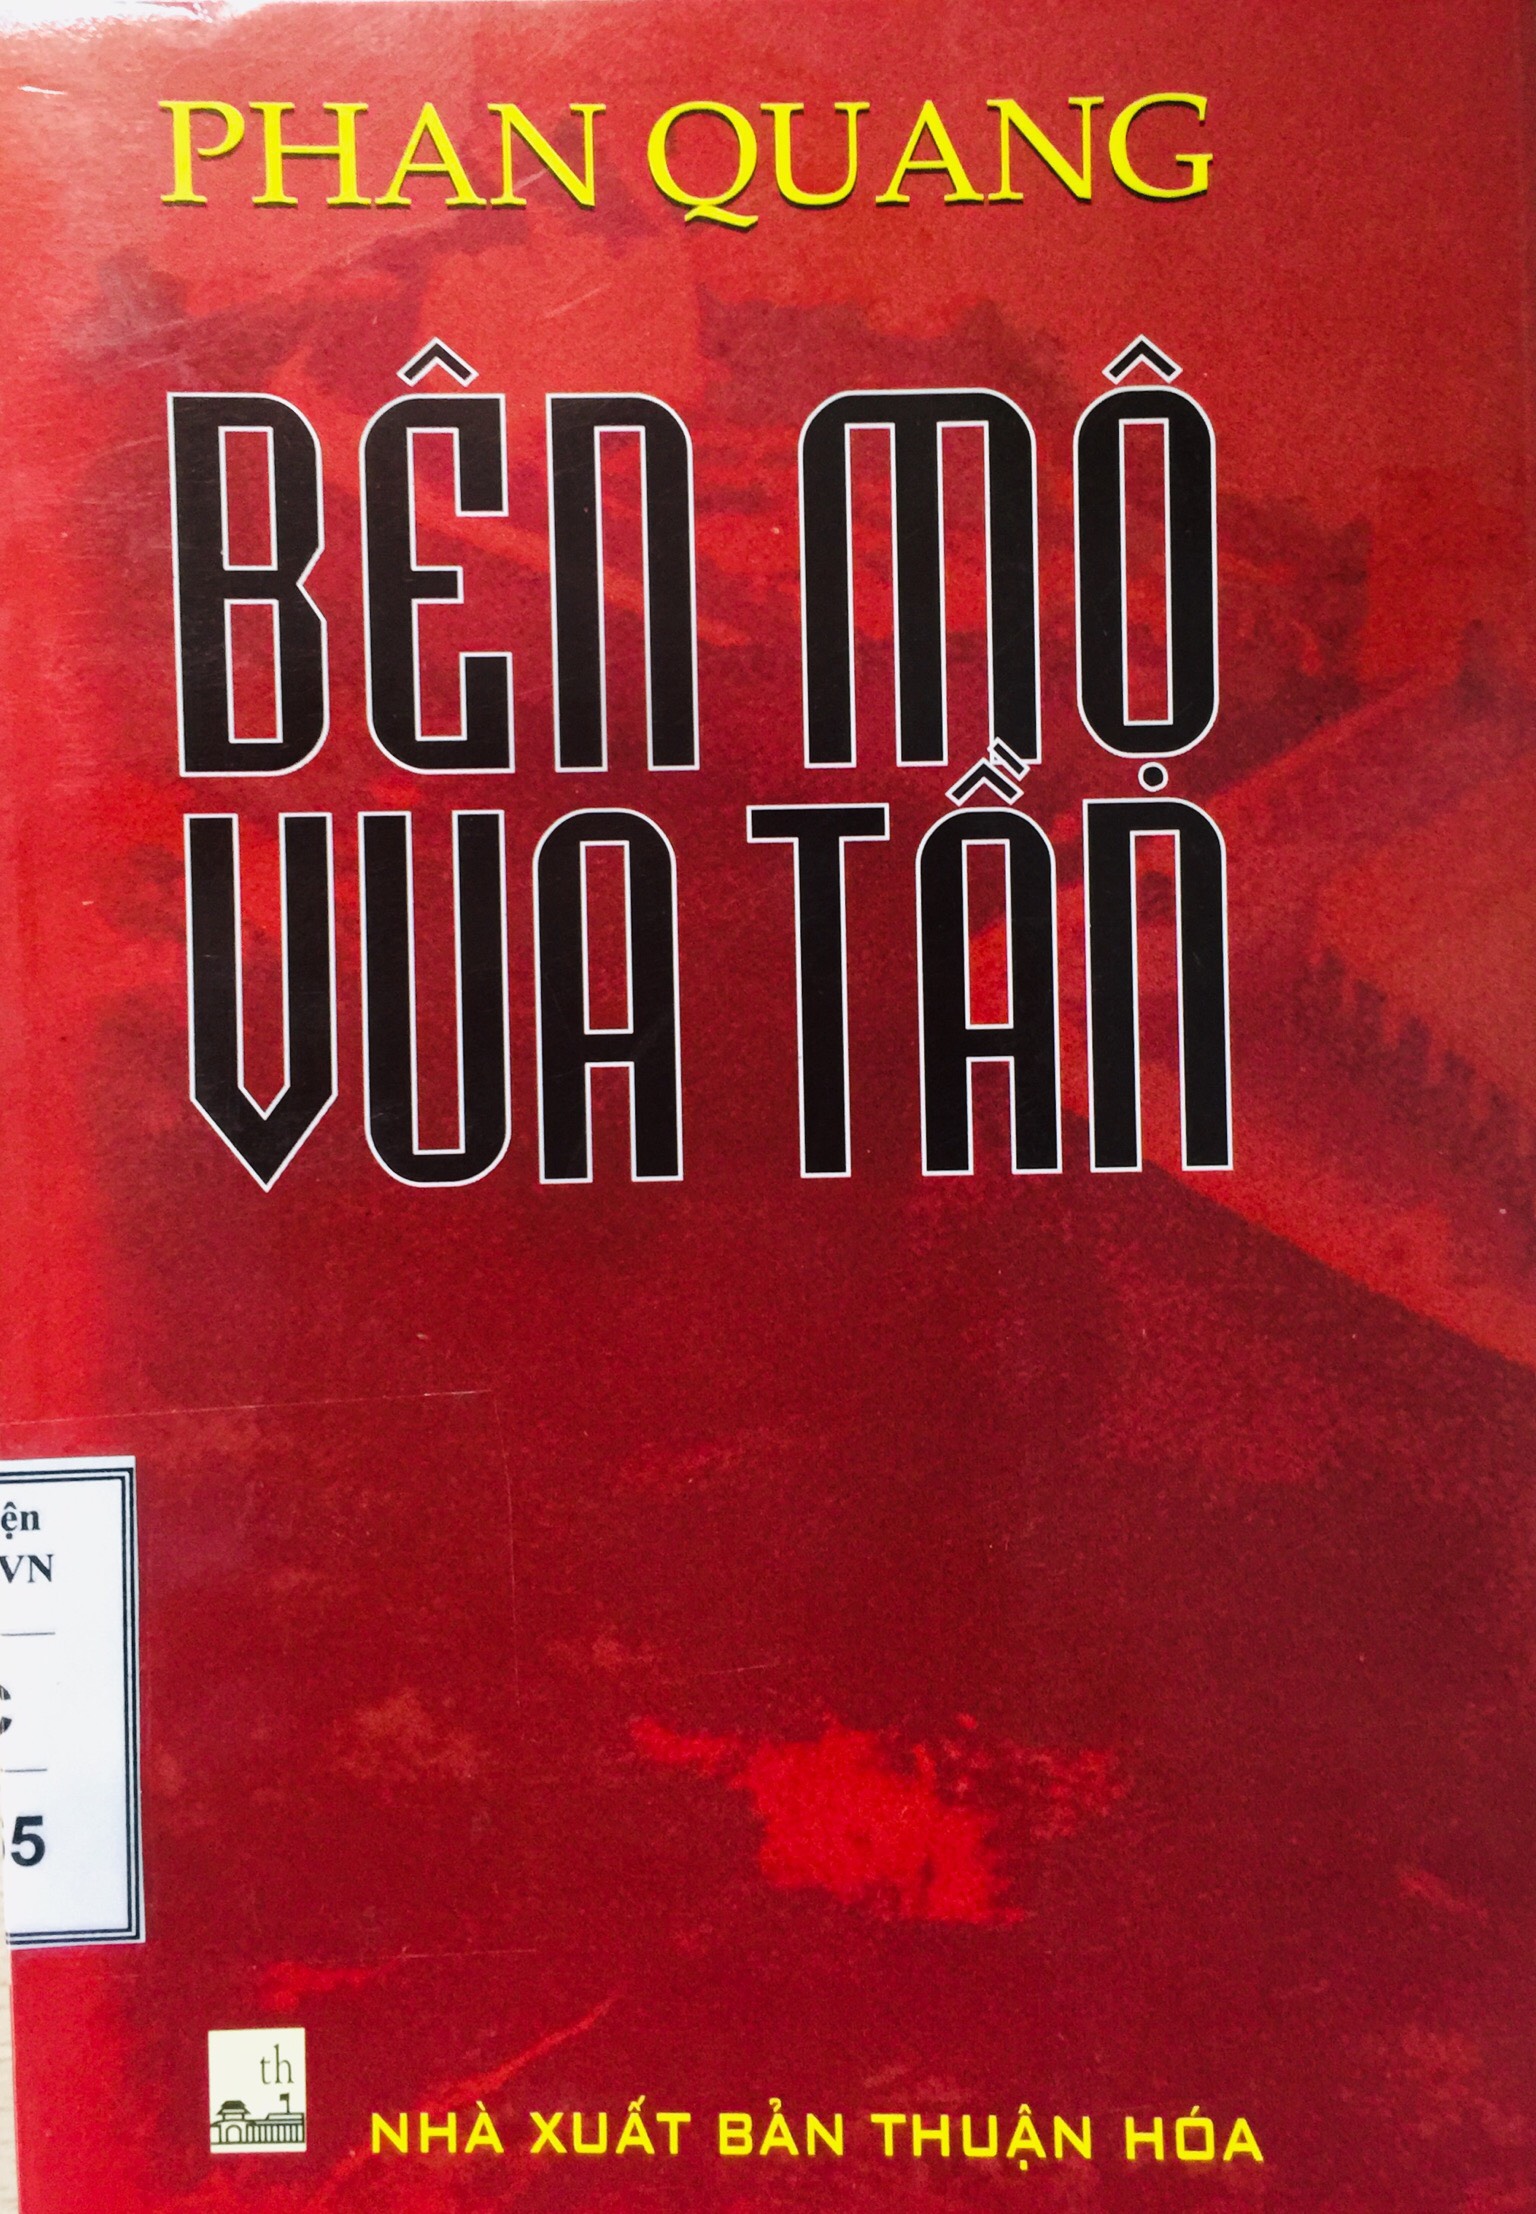 PHAN QUANG
BÊN MỘ
VUA TẦN
ện
VN
5
th
NHÀ XUẤT BẢN THUẬN HÓA